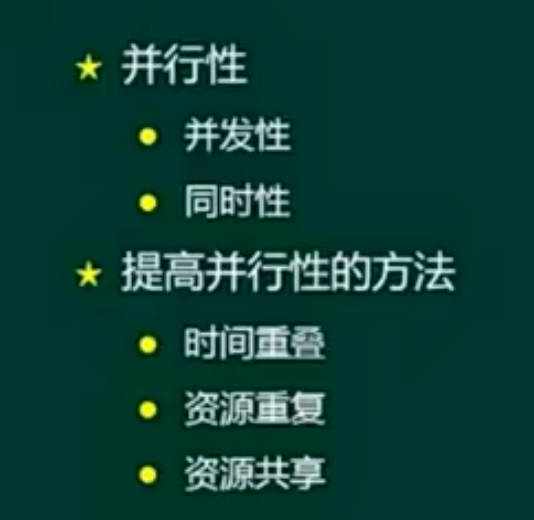 ★ 并行性
● 并发性
● 同时性
★ 提高并行性的方法
● 时间重叠
● 资源重复
● 资源共享